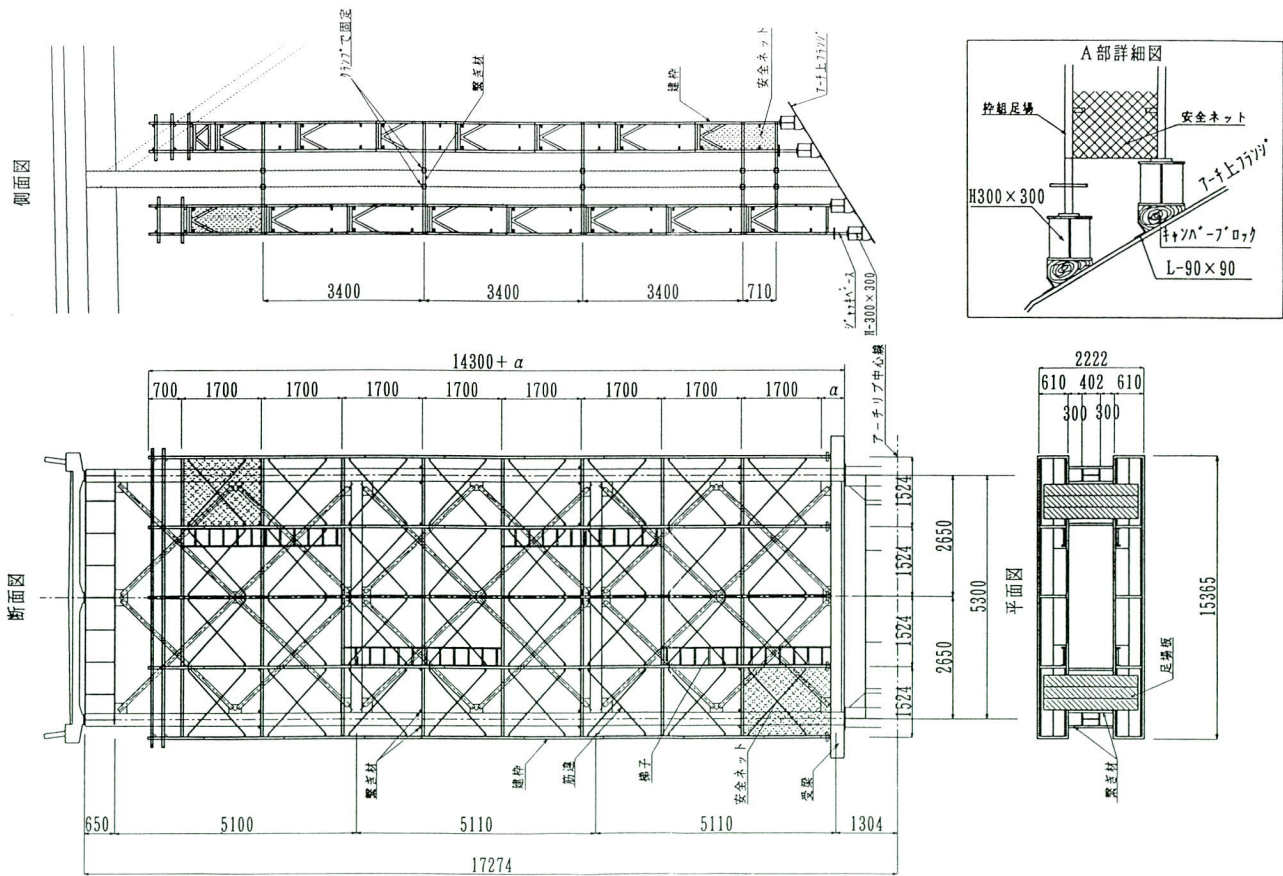 側面図
クランプで固定
繋ぎ材
建枠
安全ネット
アーチ上フランジ
3400
3400
3400
710
ジャッキベース
H-300×300
A部詳細図
枠組足場
安全ネット
アーチ上フランジ
H300×300
キャンバーブロック
L-90×90
断面図
14300+α
700
1700
1700
1700
1700
1700
1700
1700
1700
α
アーチリブ中心線
1524
1524
1524
1524
2650
2650
5300
繋ぎ材
建枠
筋違
梯子
安全ネット
受梁
650
5100
5110
5110
1304
17274
平面図
2222
610
402
610
300
300
15365
足場板
繋ぎ材